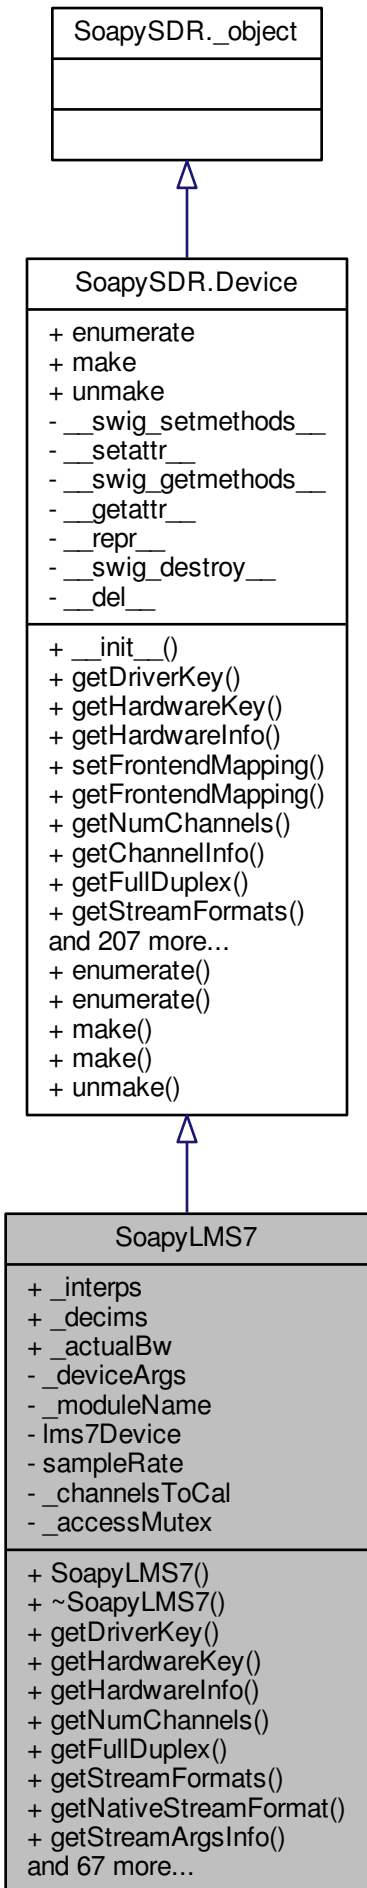 SoapySDR._object
SoapySDR.Device
+ enumerate
+ make
+ unmake
- __swig_setmethods__
- __setattr__
- __swig_getmethods__
- __getattr__
- __repr__
- __swig_destroy__
- __del__
+ __init__()
+ getDriverKey()
+ getHardwareKey()
+ getHardwareInfo()
+ setFrontendMapping()
+ getFrontendMapping()
+ getNumChannels()
+ getChannelInfo()
+ getFullDuplex()
+ getStreamFormats()
and 207 more...
+ enumerate()
+ enumerate()
+ make()
+ make()
+ unmake()
SoapyLMS7
+ _interps
+ _decims
+ _actualBw
- _deviceArgs
- _moduleName
- lms7Device
- sampleRate
- _channelsToCal
- _accessMutex
+ SoapyLMS7()
+ ~SoapyLMS7()
+ getDriverKey()
+ getHardwareKey()
+ getHardwareInfo()
+ getNumChannels()
+ getFullDuplex()
+ getStreamFormats()
+ getNativeStreamFormat()
+ getStreamArgsInfo()
and 67 more...